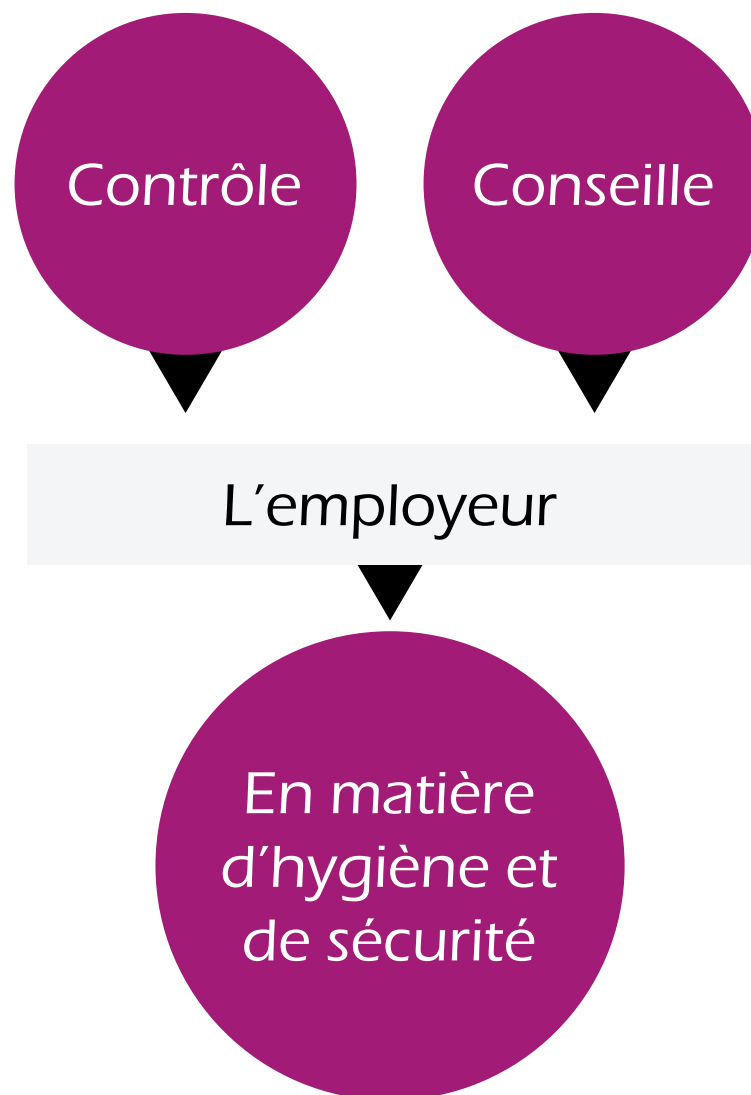 Contrôle
Conseille
L’employeur
En matière
d’hygiène et
de sécurité